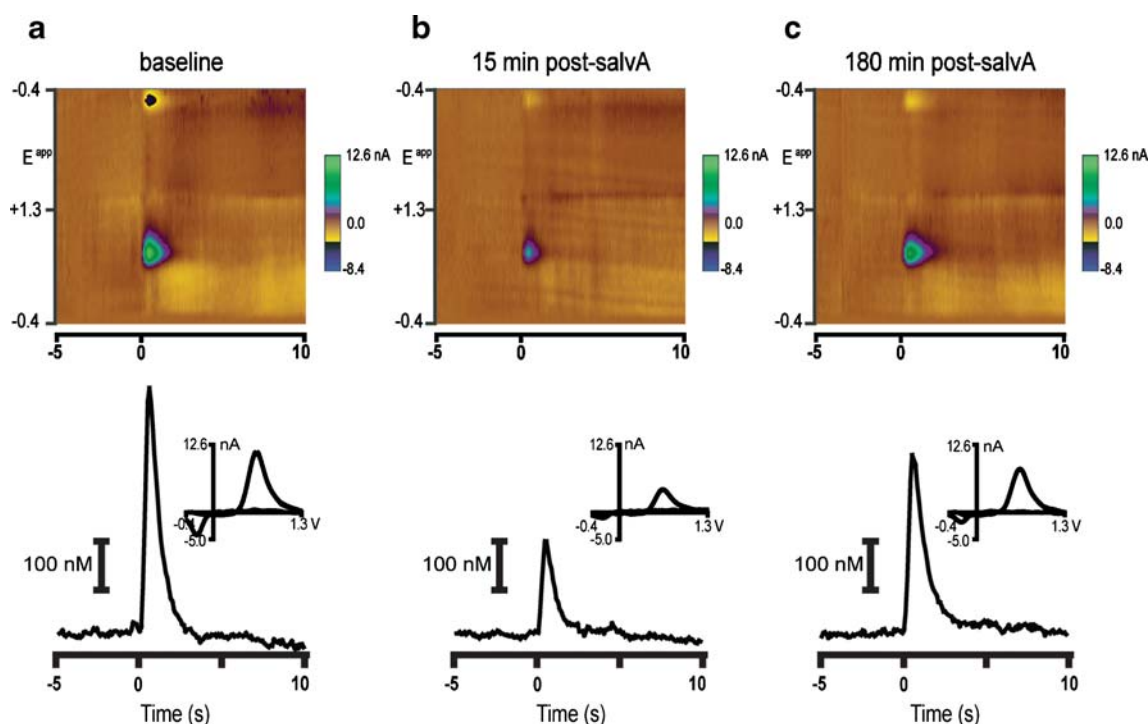 a
baseline
-0.4
E app
+1.3
-0.4
12.6 nA
0.0
-8.4
-5
0
10
12.6
nA
-0.4
-5.0
1.3 V
100 nM
-5
0
10
Time (s)
b
15 min post-salvA
-0.4
E app
+1.3
-0.4
12.6 nA
0.0
-8.4
-5
0
10
12.6
nA
-0.4
-5.0
1.3 V
100 nM
-5
0
10
Time (s)
c
180 min post-salvA
-0.4
E app
+1.3
-0.4
12.6 nA
0.0
-8.4
-5
0
10
12.6
nA
-0.4
-5.0
1.3 V
100 nM
-5
0
10
Time (s)